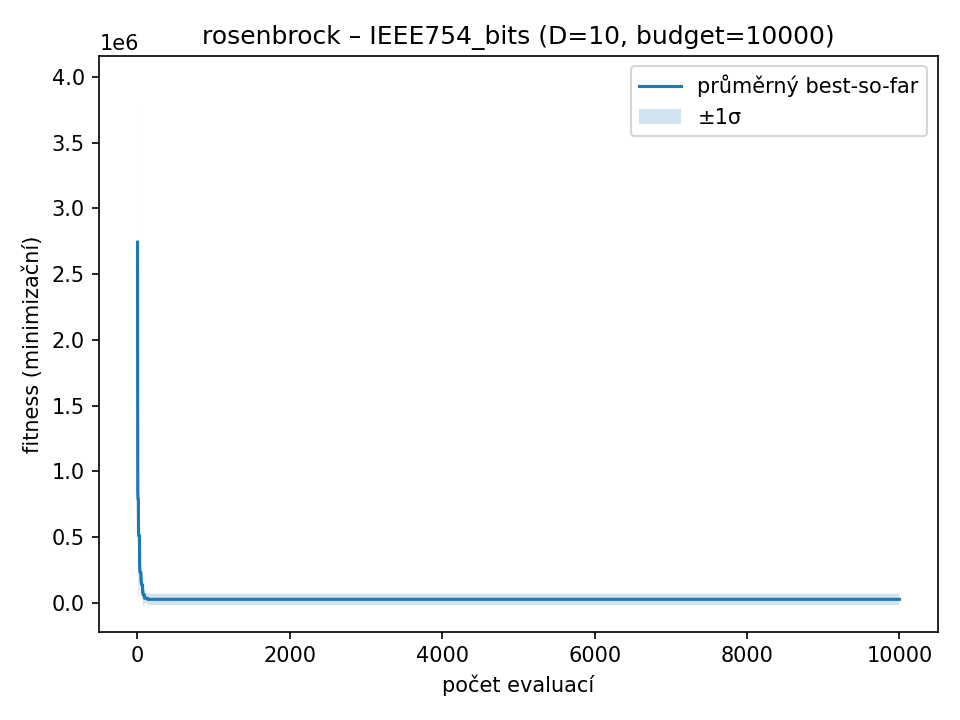 rosenbrock – IEEE754_bits (D=10, budget=10000)
1e6
průměrný best-so-far
±1σ
fitness (minimizační)
4.0
3.5
3.0
2.5
2.0
1.5
1.0
0.5
0.0
0 2000 4000 6000 8000 10000
počet evaluací